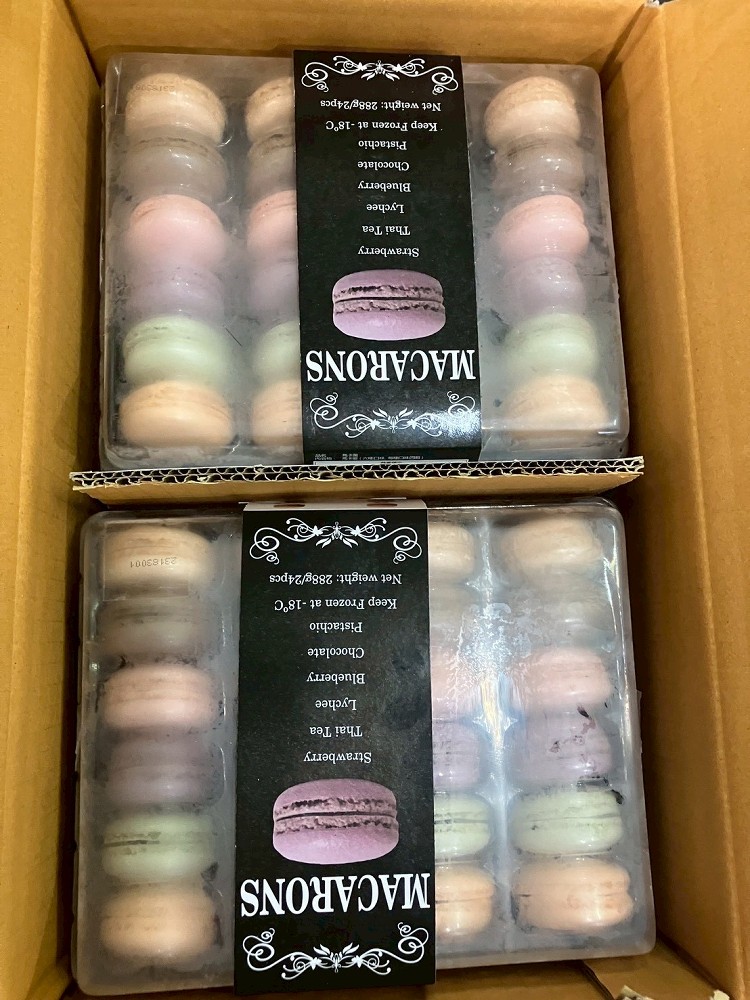 MACARONS
Strawberry
Thai Tea
Lychee
Blueberry
Chocolate
Pistachio
Keep Frozen at -18°C
Net weight: 288g/24pcs
MACARONS
Strawberry
Thai Tea
Lychee
Blueberry
Chocolate
Pistachio
Keep Frozen at -18°C
Net weight: 288g/24pcs